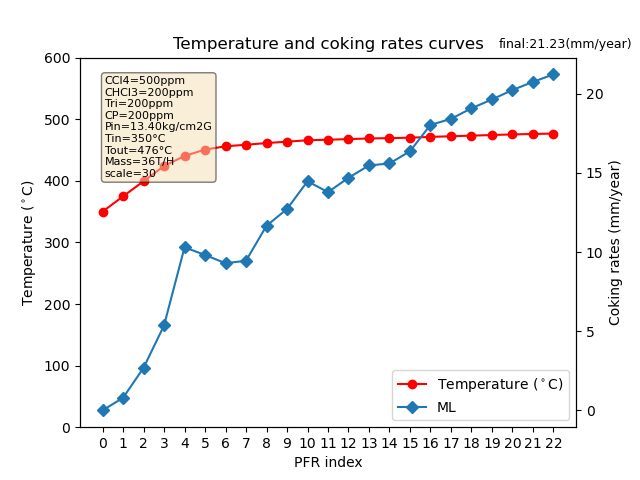 Temperature and coking rates curves
final:21.23(mm/year)
CCl4=500ppm
CHCl3=200ppm
Tri=200ppm
CP=200ppm
Pin=13.40kg/cm2G
Tin=350°C
Tout=476°C
Mass=36T/H
scale=30
600
500
400
300
200
100
0
Temperature (°C)
20
15
10
5
0
Coking rates (mm/year)
Temperature (°C)
ML
0 1 2 3 4 5 6 7 8 9 10 11 12 13 14 15 16 17 18 19 20 21 22
PFR index